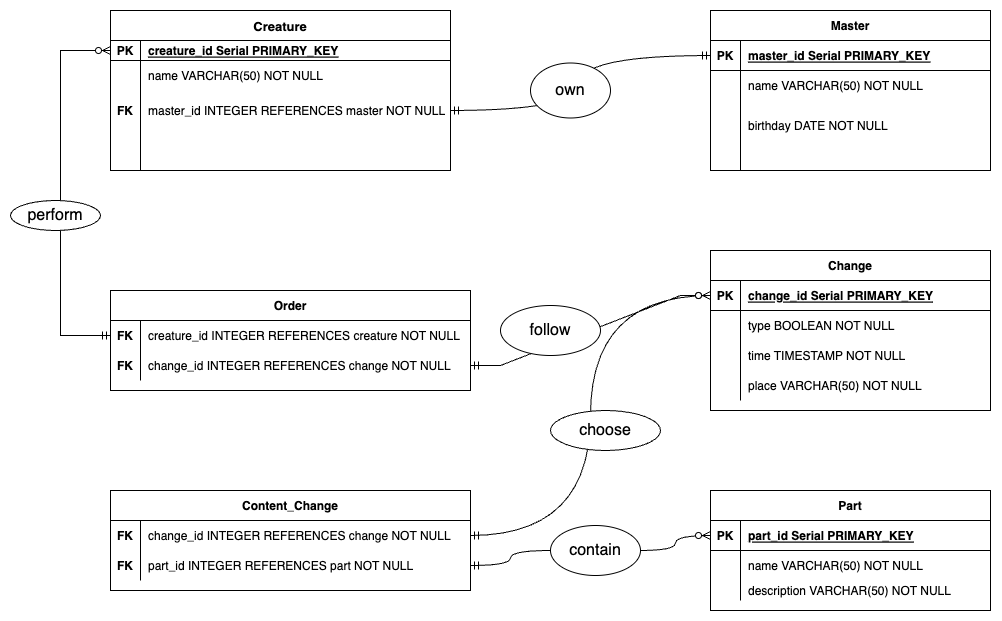 Creature
PK creature_id Serial PRIMARY_KEY
name VARCHAR(50) NOT NULL
FK master_id INTEGER REFERENCES master NOT NULL
own
Master
PK master_id Serial PRIMARY_KEY
name VARCHAR(50) NOT NULL
birthday DATE NOT NULL
perform
Order
FK creature_id INTEGER REFERENCES creature NOT NULL
FK change_id INTEGER REFERENCES change NOT NULL
follow
Change
PK change_id Serial PRIMARY_KEY
type BOOLEAN NOT NULL
time TIMESTAMP NOT NULL
place VARCHAR(50) NOT NULL
choose
Content_Change
FK change_id INTEGER REFERENCES change NOT NULL
FK part_id INTEGER REFERENCES part NOT NULL
contain
Part
PK part_id Serial PRIMARY_KEY
name VARCHAR(50) NOT NULL
description VARCHAR(50) NOT NULL